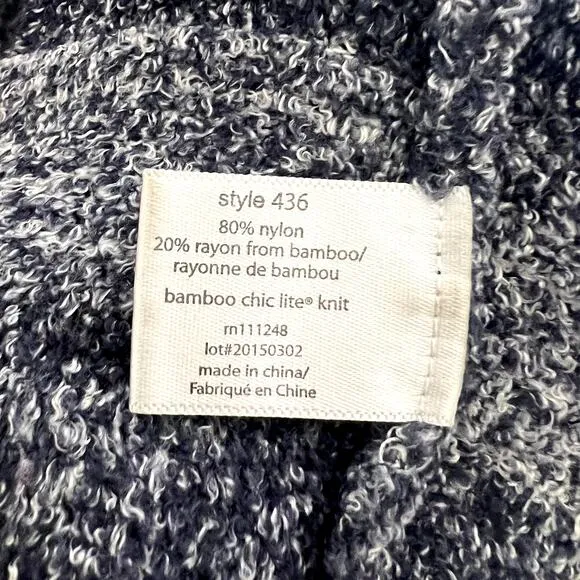 style 436
80% nylon
20% rayon from bamboo/
rayonne de bambou
bamboo chic lite® knit
rn111248
lot#20150302
made in china/
Fabriqué en Chine